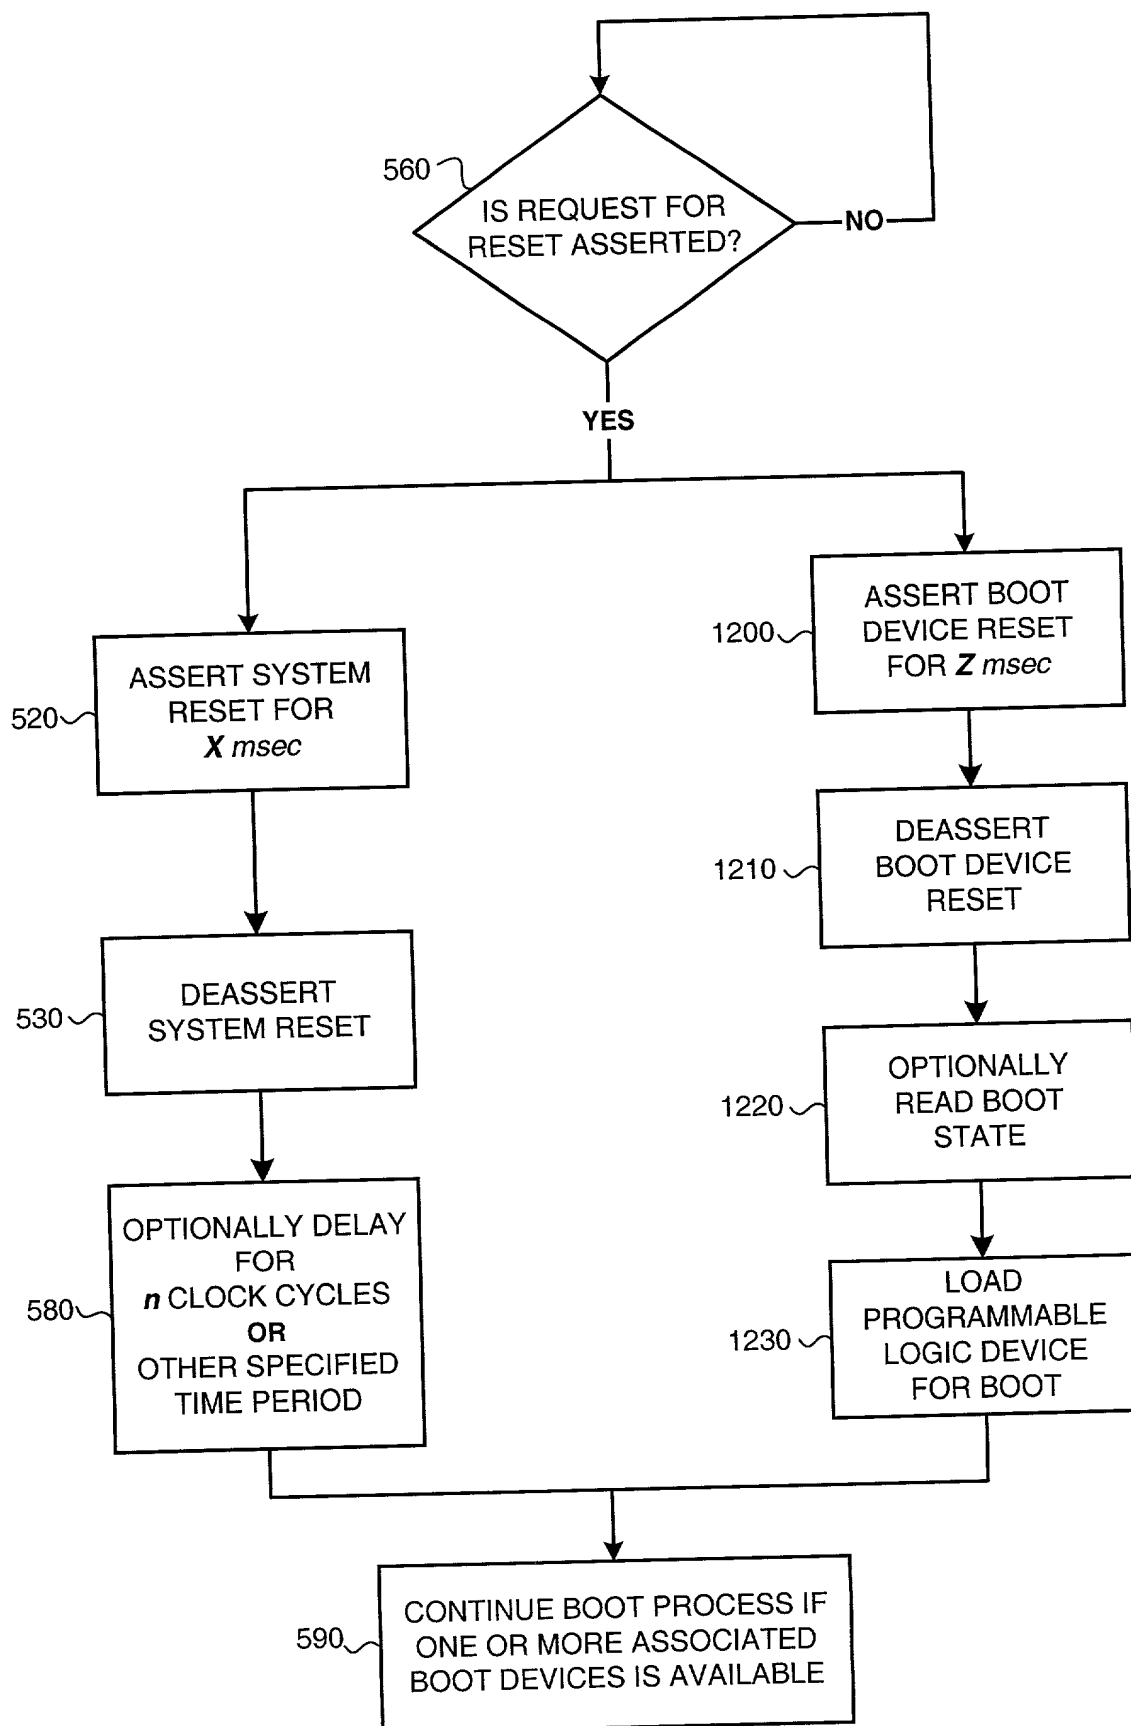 560
IS REQUEST FOR
RESET ASSERTED?
NO
YES
520
ASSERT SYSTEM
RESET FOR
X msec
530
DEASSERT
SYSTEM RESET
580
OPTIONALLY DELAY
FOR
n CLOCK CYCLES
OR
OTHER SPECIFIED
TIME PERIOD
1200
ASSERT BOOT
DEVICE RESET
FOR Z msec
1210
DEASSERT
BOOT DEVICE
RESET
1220
OPTIONALLY
READ BOOT
STATE
1230
LOAD
PROGRAMMABLE
LOGIC DEVICE
FOR BOOT
590
CONTINUE BOOT PROCESS IF
ONE OR MORE ASSOCIATED
BOOT DEVICES IS AVAILABLE